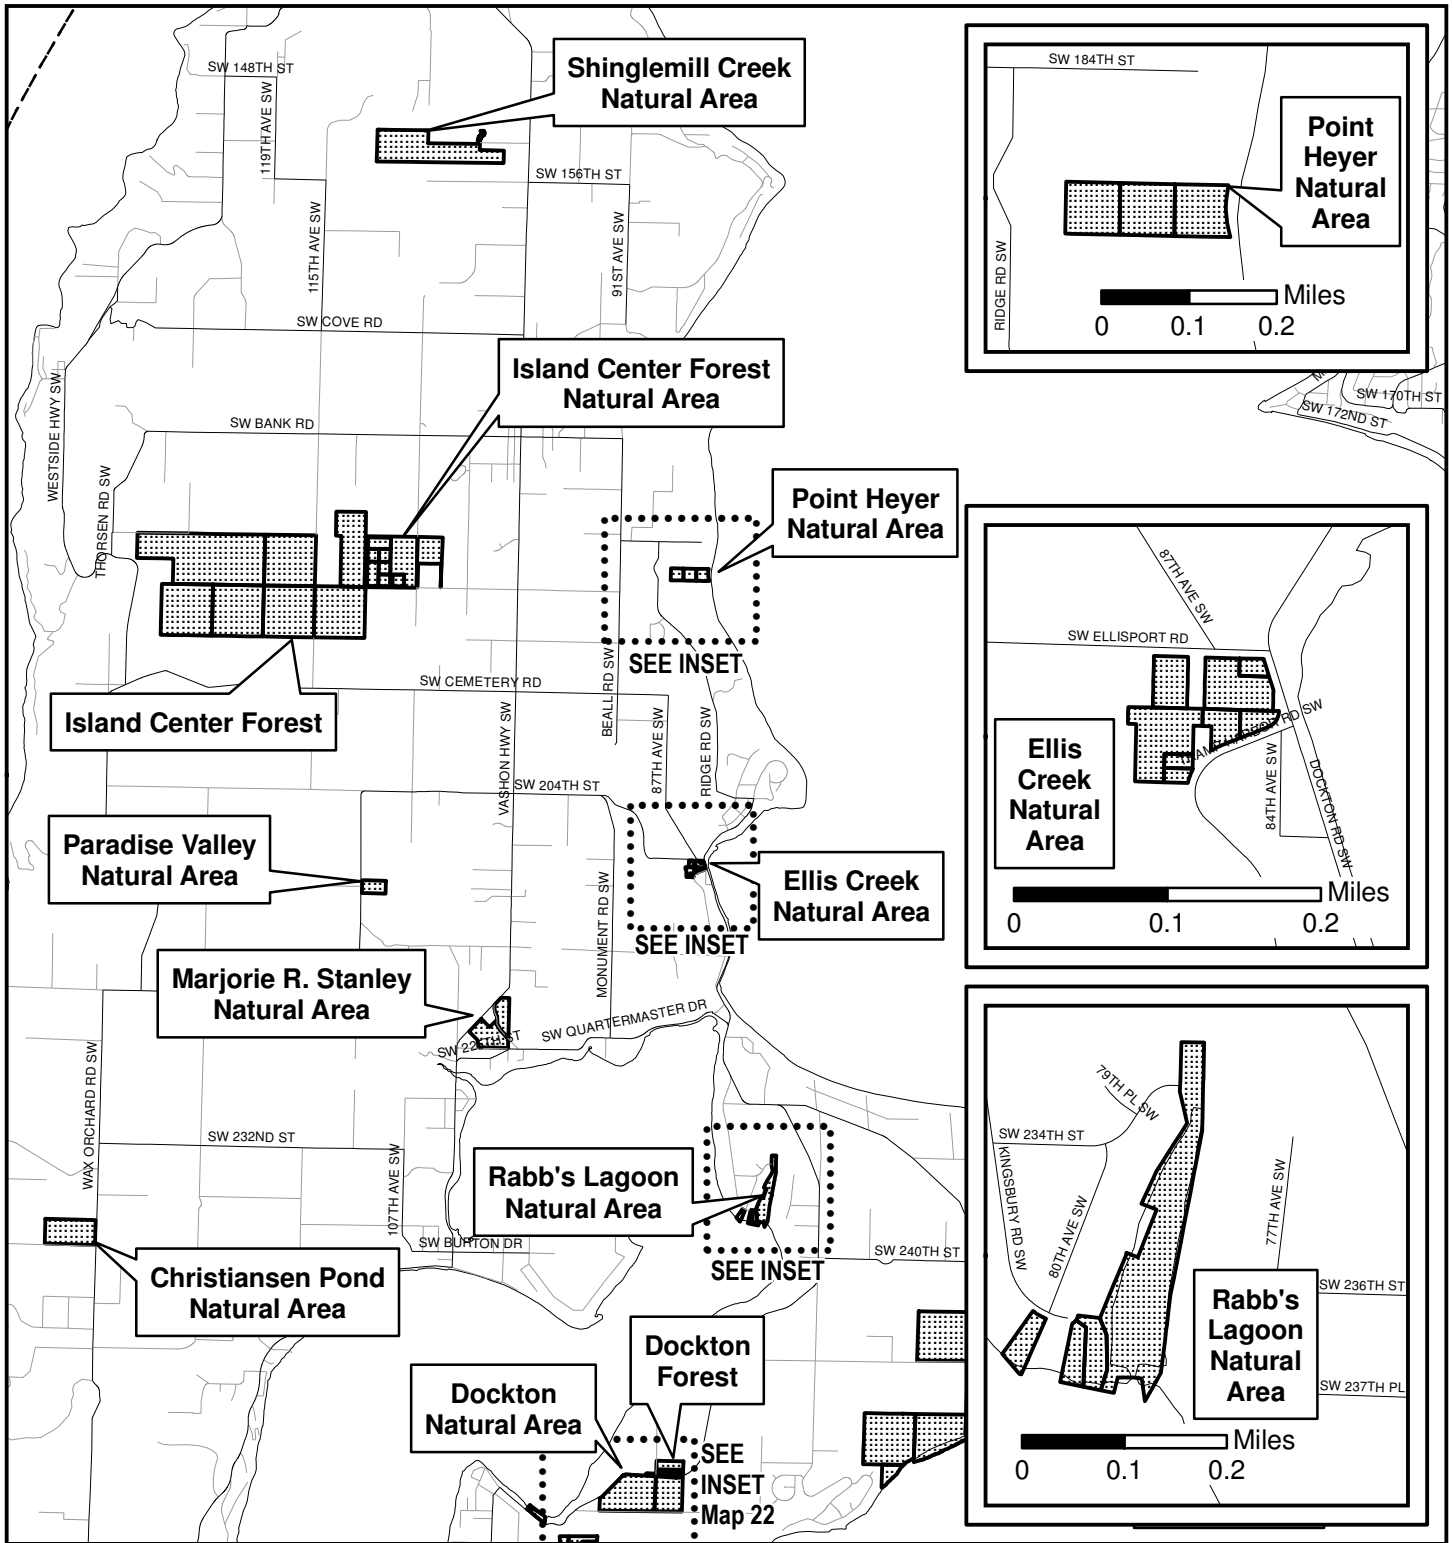 SW 148TH ST
119TH AVE SW
Shinglemill Creek
Natural Area
SW 156TH ST
115TH AVE SW
91ST AVE SW
SW COVE RD
WESTSIDE HWY SW
Island Center Forest
Natural Area
SW BANK RD
THORSEN RD SW
Point Heyer
Natural Area
SEE INSET
BEALL RD SW
SW CEMETERY RD
Island Center Forest
VASHON HWY SW
87TH AVE SW
RIDGE RD SW
SW 204TH ST
Paradise Valley
Natural Area
Ellis Creek
Natural Area
MONUMENT RD SW
SEE INSET
Marjorie R. Stanley
Natural Area
SW QUARTERMASTER DR
WAX ORCHARD RD SW
SW 232ND ST
107TH AVE SW
Rabb's Lagoon
Natural Area
SW BURTON DR
SW 240TH ST
SEE INSET
Christiansen Pond
Natural Area
Dockton
Forest
Dockton
Natural Area
SEE
INSET
Map 22
SW 184TH ST
RIDGE RD SW
Point
Heyer
Natural
Area
Miles
0 0.1 0.2
SW 170TH ST
SW 172ND ST
87TH AVE SW
SW ELLISPORT RD
HARBOR RD SW
84TH AVE SW
DOCKTON RD SW
Ellis
Creek
Natural
Area
Miles
0 0.1 0.2
79TH PL SW
SW 234TH ST
KINGSBURY RD SW
80TH AVE SW
77TH AVE SW
SW 236TH ST
Rabb's
Lagoon
Natural
Area
SW 237TH PL
Miles
0 0.1 0.2